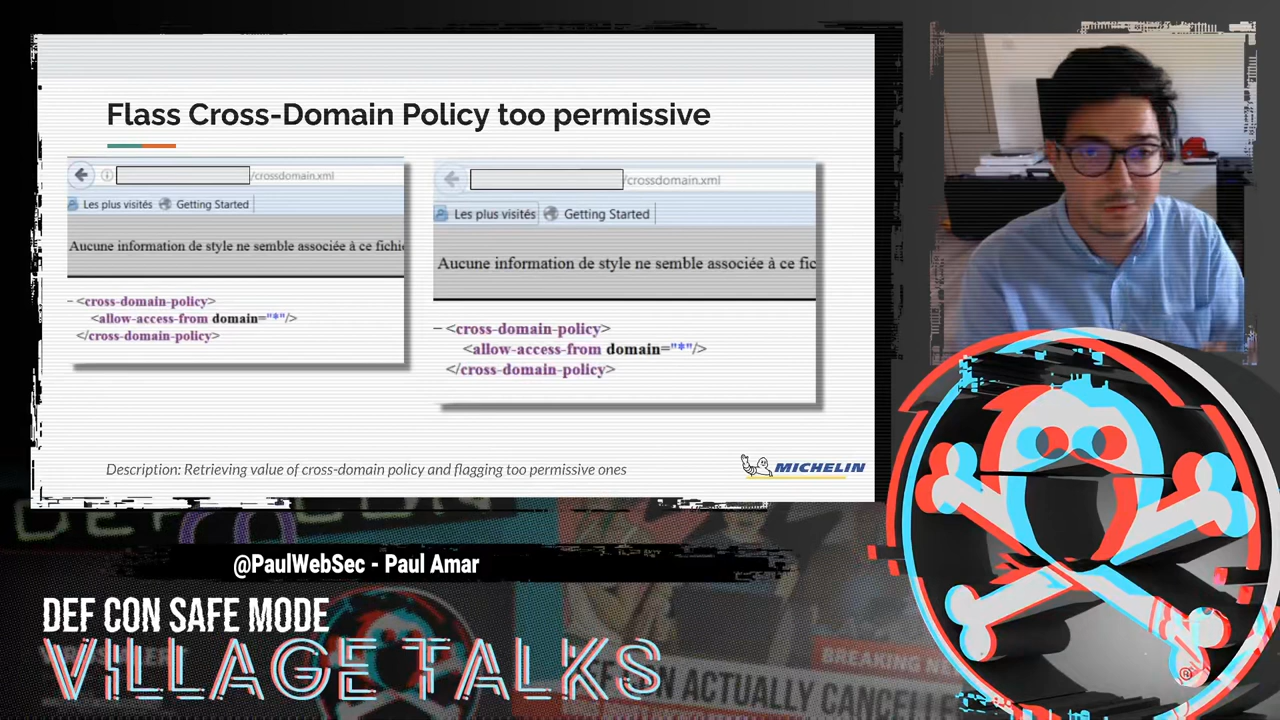 Flass Cross-Domain Policy too permissive
/crossdomain.xml
Les plus visités Getting Started
Aucune information de style ne semble associée à ce fichie
– <cross-domain-policy>
<allow-access-from domain="*"/>
</cross-domain-policy>
/crossdomain.xml
Les plus visités Getting Started
Aucune information de style ne semble associée à ce fic
– <cross-domain-policy>
<allow-access-from domain="*"/>
</cross-domain-policy>
Description: Retrieving value of cross-domain policy and flagging too permissive ones
MICHELIN
@PaulWebSec - Paul Amar
DEF CON SAFE MODE
VILLAGE TALKS
BREAKING NE
CON ACTUALLY CANCELLE
®